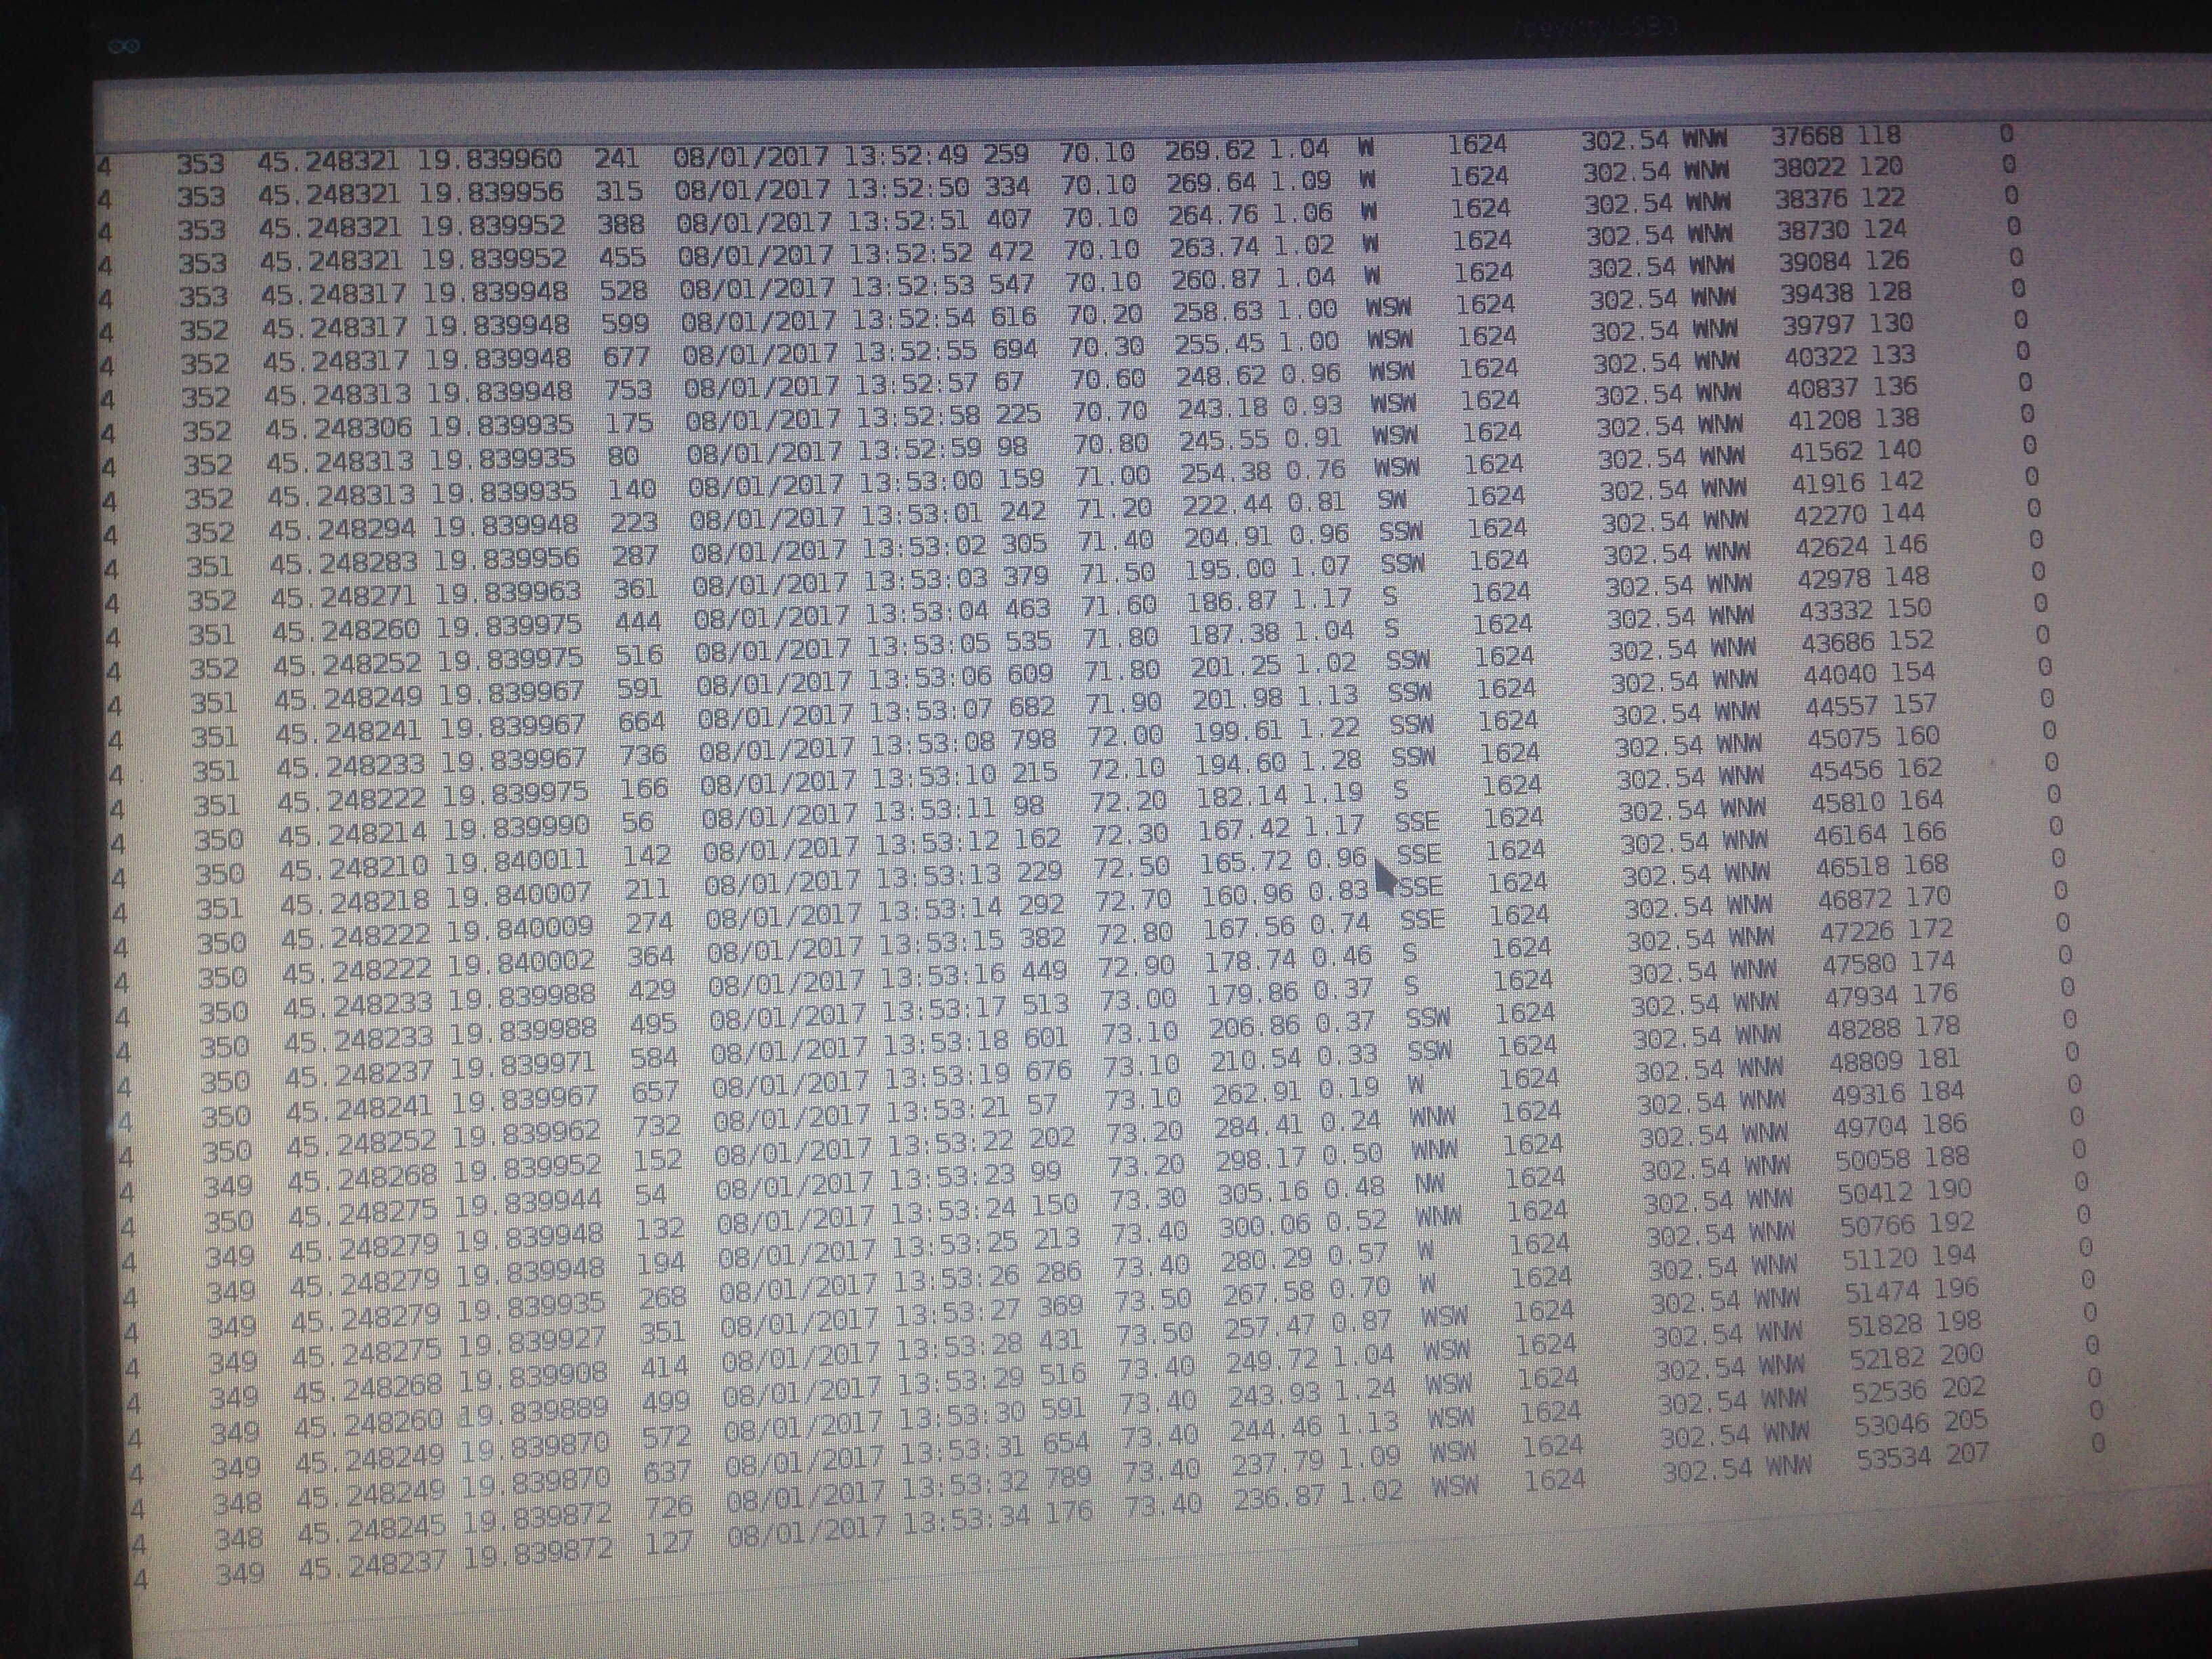 4 353 45.248321 19.839960 241 08/01/2017 13:52:49 259 70.10 269.62 1.04 W 1624 302.54 WNW 37668 118 0
4 353 45.248321 19.839956 315 08/01/2017 13:52:50 334 70.10 269.64 1.09 W 1624 302.54 WNW 38022 120 0
4 353 45.248321 19.839952 388 08/01/2017 13:52:51 407 70.10 264.76 1.06 W 1624 302.54 WNW 38376 122 0
4 353 45.248321 19.839952 455 08/01/2017 13:52:52 472 70.10 263.74 1.02 W 1624 302.54 WNW 38730 124 0
4 353 45.248317 19.839948 528 08/01/2017 13:52:53 547 70.10 260.87 1.04 W 1624 302.54 WNW 39084 126 0
4 352 45.248317 19.839948 599 08/01/2017 13:52:54 616 70.20 258.63 1.00 WSW 1624 302.54 WNW 39438 128 0
4 352 45.248317 19.839948 677 08/01/2017 13:52:55 694 70.30 255.45 1.00 WSW 1624 302.54 WNW 39797 130 0
4 352 45.248313 19.839948 753 08/01/2017 13:52:57 67 70.60 248.62 0.96 WSW 1624 302.54 WNW 40322 133 0
4 352 45.248306 19.839935 175 08/01/2017 13:52:58 225 70.70 243.18 0.93 WSW 1624 302.54 WNW 40837 136 0
4 352 45.248313 19.839935 80 08/01/2017 13:52:59 98 70.80 245.55 0.91 WSW 1624 302.54 WNW 41208 138 0
4 352 45.248313 19.839935 140 08/01/2017 13:53:00 159 71.00 254.38 0.76 WSW 1624 302.54 WNW 41562 140 0
4 352 45.248294 19.839948 223 08/01/2017 13:53:01 242 71.20 222.44 0.81 SW 1624 302.54 WNW 41916 142 0
4 351 45.248283 19.839956 287 08/01/2017 13:53:02 305 71.40 204.91 0.96 SSW 1624 302.54 WNW 42270 144 0
4 352 45.248271 19.839963 361 08/01/2017 13:53:03 379 71.50 195.00 1.07 SSW 1624 302.54 WNW 42624 146 0
4 351 45.248260 19.839975 444 08/01/2017 13:53:04 463 71.60 186.87 1.17 S 1624 302.54 WNW 42978 148 0
4 352 45.248252 19.839975 516 08/01/2017 13:53:05 535 71.80 187.38 1.04 S 1624 302.54 WNW 43332 150 0
4 351 45.248249 19.839967 591 08/01/2017 13:53:06 609 71.80 201.25 1.02 SSW 1624 302.54 WNW 43686 152 0
4 351 45.248241 19.839967 664 08/01/2017 13:53:07 682 71.90 201.98 1.13 SSW 1624 302.54 WNW 44040 154 0
4 351 45.248233 19.839967 736 08/01/2017 13:53:08 798 72.00 199.61 1.22 SSW 1624 302.54 WNW 44557 157 0
4 351 45.248222 19.839975 166 08/01/2017 13:53:10 215 72.10 194.60 1.28 SSW 1624 302.54 WNW 45075 160 0
4 350 45.248214 19.839990 56 08/01/2017 13:53:11 98 72.20 182.14 1.19 S 1624 302.54 WNW 45456 162 0
4 350 45.248210 19.840011 142 08/01/2017 13:53:12 162 72.30 167.42 1.17 SSE 1624 302.54 WNW 45810 164 0
4 351 45.248218 19.840007 211 08/01/2017 13:53:13 229 72.50 165.72 0.96 SSE 1624 302.54 WNW 46164 166 0
4 350 45.248222 19.840009 274 08/01/2017 13:53:14 292 72.70 160.96 0.83 SSE 1624 302.54 WNW 46518 168 0
4 350 45.248222 19.840002 364 08/01/2017 13:53:15 382 72.80 167.56 0.74 SSE 1624 302.54 WNW 46872 170 0
4 350 45.248233 19.839988 429 08/01/2017 13:53:16 449 72.90 178.74 0.46 S 1624 302.54 WNW 47226 172 0
4 350 45.248233 19.839988 495 08/01/2017 13:53:17 513 73.00 179.86 0.37 S 1624 302.54 WNW 47580 174 0
4 350 45.248237 19.839971 584 08/01/2017 13:53:18 601 73.10 206.86 0.37 SSW 1624 302.54 WNW 47934 176 0
4 350 45.248241 19.839967 657 08/01/2017 13:53:19 676 73.10 210.54 0.33 SSW 1624 302.54 WNW 48288 178 0
4 350 45.248252 19.839962 732 08/01/2017 13:53:21 57 73.10 262.91 0.19 W 1624 302.54 WNW 48809 181 0
4 349 45.248268 19.839952 152 08/01/2017 13:53:22 202 73.20 284.41 0.24 WNW 1624 302.54 WNW 49316 184 0
4 350 45.248275 19.839944 54 08/01/2017 13:53:23 99 73.20 298.17 0.50 WNW 1624 302.54 WNW 49704 186 0
4 349 45.248279 19.839948 132 08/01/2017 13:53:24 150 73.30 305.16 0.48 NW 1624 302.54 WNW 50058 188 0
4 349 45.248279 19.839948 194 08/01/2017 13:53:25 213 73.40 300.06 0.52 WNW 1624 302.54 WNW 50412 190 0
4 349 45.248279 19.839935 268 08/01/2017 13:53:26 286 73.40 280.29 0.57 W 1624 302.54 WNW 50766 192 0
4 349 45.248275 19.839927 351 08/01/2017 13:53:27 369 73.50 267.58 0.70 W 1624 302.54 WNW 51120 194 0
4 349 45.248268 19.839908 414 08/01/2017 13:53:28 431 73.50 257.47 0.87 WSW 1624 302.54 WNW 51474 196 0
4 349 45.248260 19.839889 499 08/01/2017 13:53:29 516 73.40 249.72 1.04 WSW 1624 302.54 WNW 51828 198 0
4 349 45.248249 19.839870 572 08/01/2017 13:53:30 591 73.40 243.93 1.24 WSW 1624 302.54 WNW 52182 200 0
4 348 45.248249 19.839870 637 08/01/2017 13:53:31 654 73.40 244.46 1.13 WSW 1624 302.54 WNW 52536 202 0
4 348 45.248245 19.839872 726 08/01/2017 13:53:32 789 73.40 237.79 1.09 WSW 1624 302.54 WNW 53046 205 0
4 349 45.248237 19.839872 127 08/01/2017 13:53:34 176 73.40 236.87 1.02 WSW 1624 302.54 WNW 53534 207 0